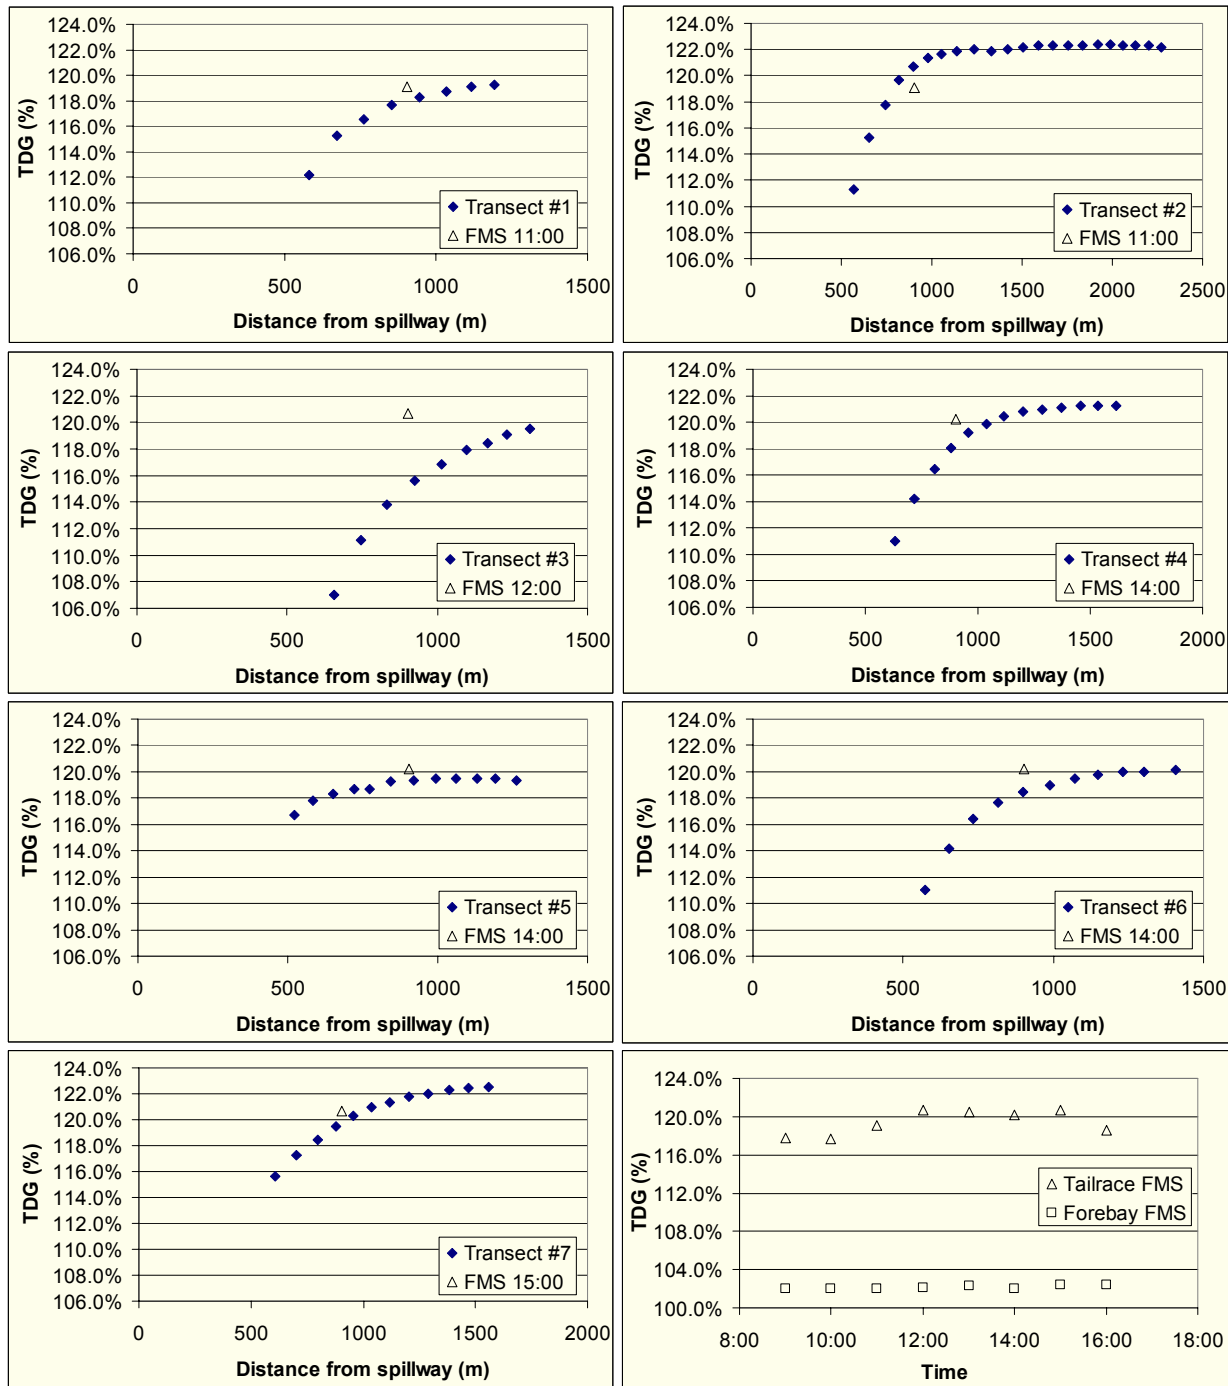 124.0%
122.0%
120.0%
118.0%
116.0%
114.0%
112.0%
110.0%
108.0%
106.0%
TDG (%)
Transect #1
FMS 11:00
0 500 1000 1500
Distance from spillway (m)
124.0%
122.0%
120.0%
118.0%
116.0%
114.0%
112.0%
110.0%
108.0%
106.0%
TDG (%)
Transect #2
FMS 11:00
0 500 1000 1500 2000 2500
Distance from spillway (m)
124.0%
122.0%
120.0%
118.0%
116.0%
114.0%
112.0%
110.0%
108.0%
106.0%
TDG (%)
Transect #3
FMS 12:00
0 500 1000 1500
Distance from spillway (m)
124.0%
122.0%
120.0%
118.0%
116.0%
114.0%
112.0%
110.0%
108.0%
106.0%
TDG (%)
Transect #4
FMS 14:00
0 500 1000 1500 2000
Distance from spillway (m)
124.0%
122.0%
120.0%
118.0%
116.0%
114.0%
112.0%
110.0%
108.0%
106.0%
TDG (%)
Transect #5
FMS 14:00
0 500 1000 1500
Distance from spillway (m)
124.0%
122.0%
120.0%
118.0%
116.0%
114.0%
112.0%
110.0%
108.0%
106.0%
TDG (%)
Transect #6
FMS 14:00
0 500 1000 1500
Distance from spillway (m)
124.0%
122.0%
120.0%
118.0%
116.0%
114.0%
112.0%
110.0%
108.0%
106.0%
TDG (%)
Transect #7
FMS 15:00
0 500 1000 1500 2000
Distance from spillway (m)
124.0%
120.0%
116.0%
112.0%
108.0%
104.0%
100.0%
TDG (%)
Tailrace FMS
Forebay FMS
8:00 10:00 12:00 14:00 16:00 18:00
Time